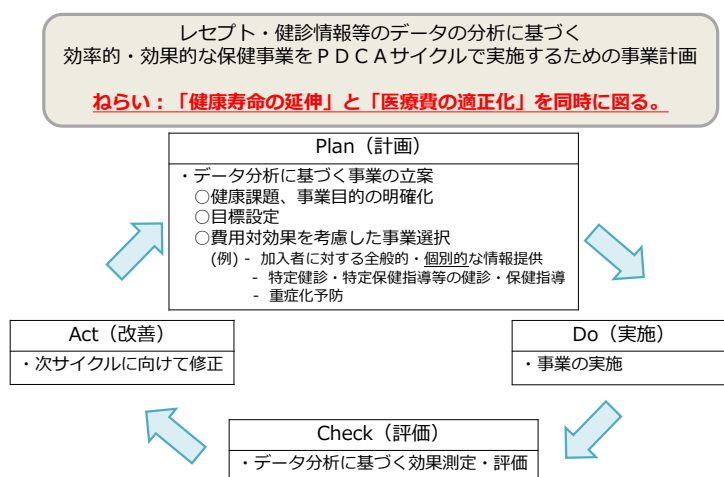 レセプト・健診情報等のデータの分析に基づく
効率的・効果的な保健事業をＰＤＣＡサイクルで実施するための事業計画
ねらい：「健康寿命の延伸」と「医療費の適正化」を同時に図る。
Plan（計画）
・データ分析に基づく事業の立案
○健康課題、事業目的の明確化
○目標設定
○費用対効果を考慮した事業選択
(例) - 加入者に対する全般的・個別的な情報提供
- 特定健診・特定保健指導等の健診・保健指導
- 重症化予防
Act（改善）
・次サイクルに向けて修正
Do（実施）
・事業の実施
Check（評価）
・データ分析に基づく効果測定・評価